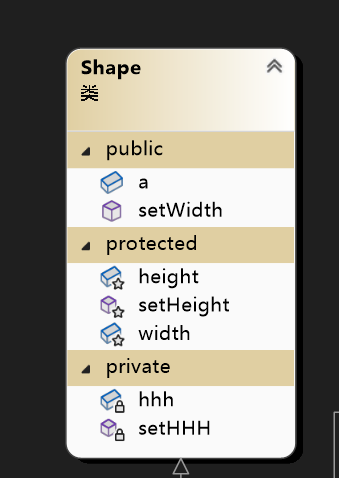 Shape
类
public
a
setWidth
protected
height
setHeight
width
private
hhh
setHHH